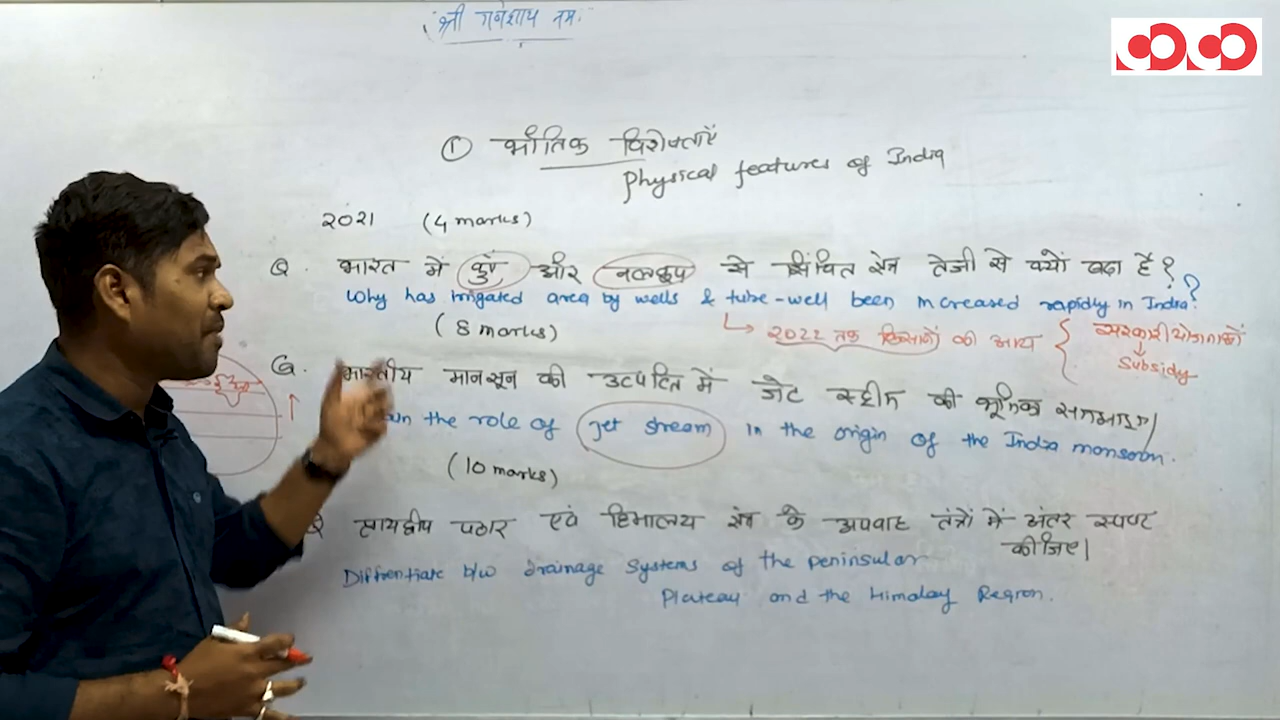 श्री गणेशाय नमः
① भौतिक विशेषताएँ
Physical features of India
२०२१ (4 marks)
Q. भारत में कुएँ और नलकूप से सिंचित क्षेत्र तेजी से क्यों बढ़ा है?
Why has irrigated area by wells & tube-well been increased rapidly in India?
(8 marks)
↳ २०२२ तक किसानों की आय { सरकारी योजनाओं
Subsidy
Q. भारतीय मानसून की उत्पत्ति में जेट स्ट्रीम की भूमिका समझाइए।
the role of jet stream in the origin of the India monsoon.
(10 marks)
Q प्रायद्वीप पठार एवं हिमालय क्षेत्र के अपवाह तंत्रों में अंतर स्पष्ट
कीजिए।
Diffrentiate b/w drainage systems of the peninsular
Plateau and the Himalay Region.